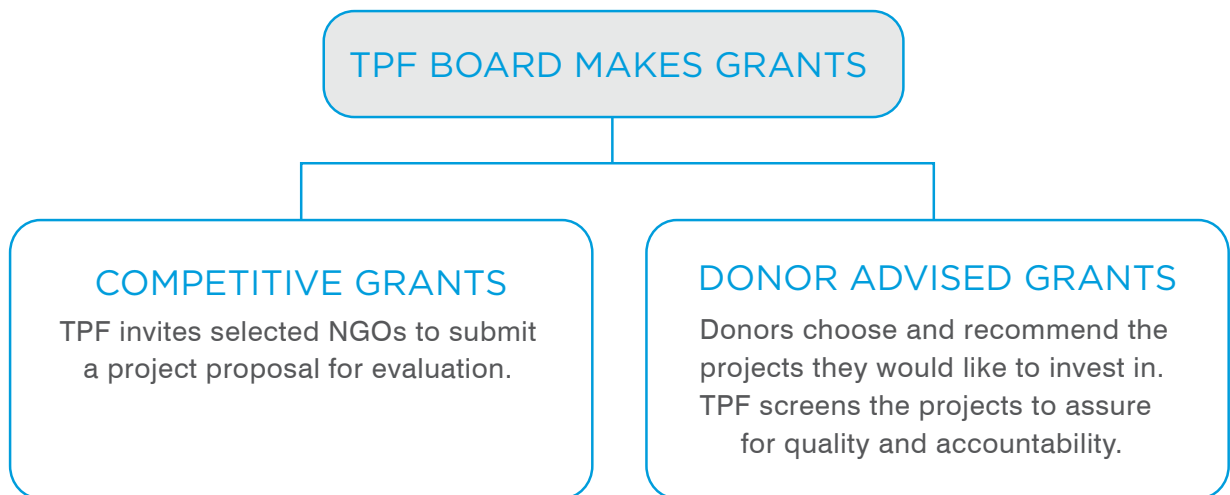 TPF BOARD MAKES GRANTS
COMPETITIVE GRANTS
TPF invites selected NGOs to submit
a project proposal for evaluation.
DONOR ADVISED GRANTS
Donors choose and recommend the
projects they would like to invest in.
TPF screens the projects to assure
for quality and accountability.